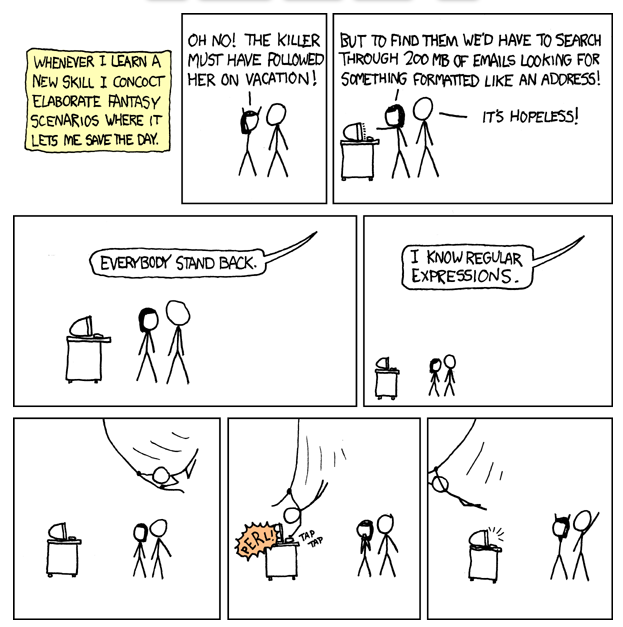 WHENEVER I LEARN A
NEW SKILL I CONCOCT
ELABORATE FANTASY
SCENARIOS WHERE IT
LETS ME SAVE THE DAY.
OH NO! THE KILLER
MUST HAVE FOLLOWED
HER ON VACATION!
BUT TO FIND THEM WE'D HAVE TO SEARCH
THROUGH 200 MB OF EMAILS LOOKING FOR
SOMETHING FORMATTED LIKE AN ADDRESS!
IT'S HOPELESS!
EVERYBODY STAND BACK.
I KNOW REGULAR
EXPRESSIONS.
PERL!
TAP
TAP